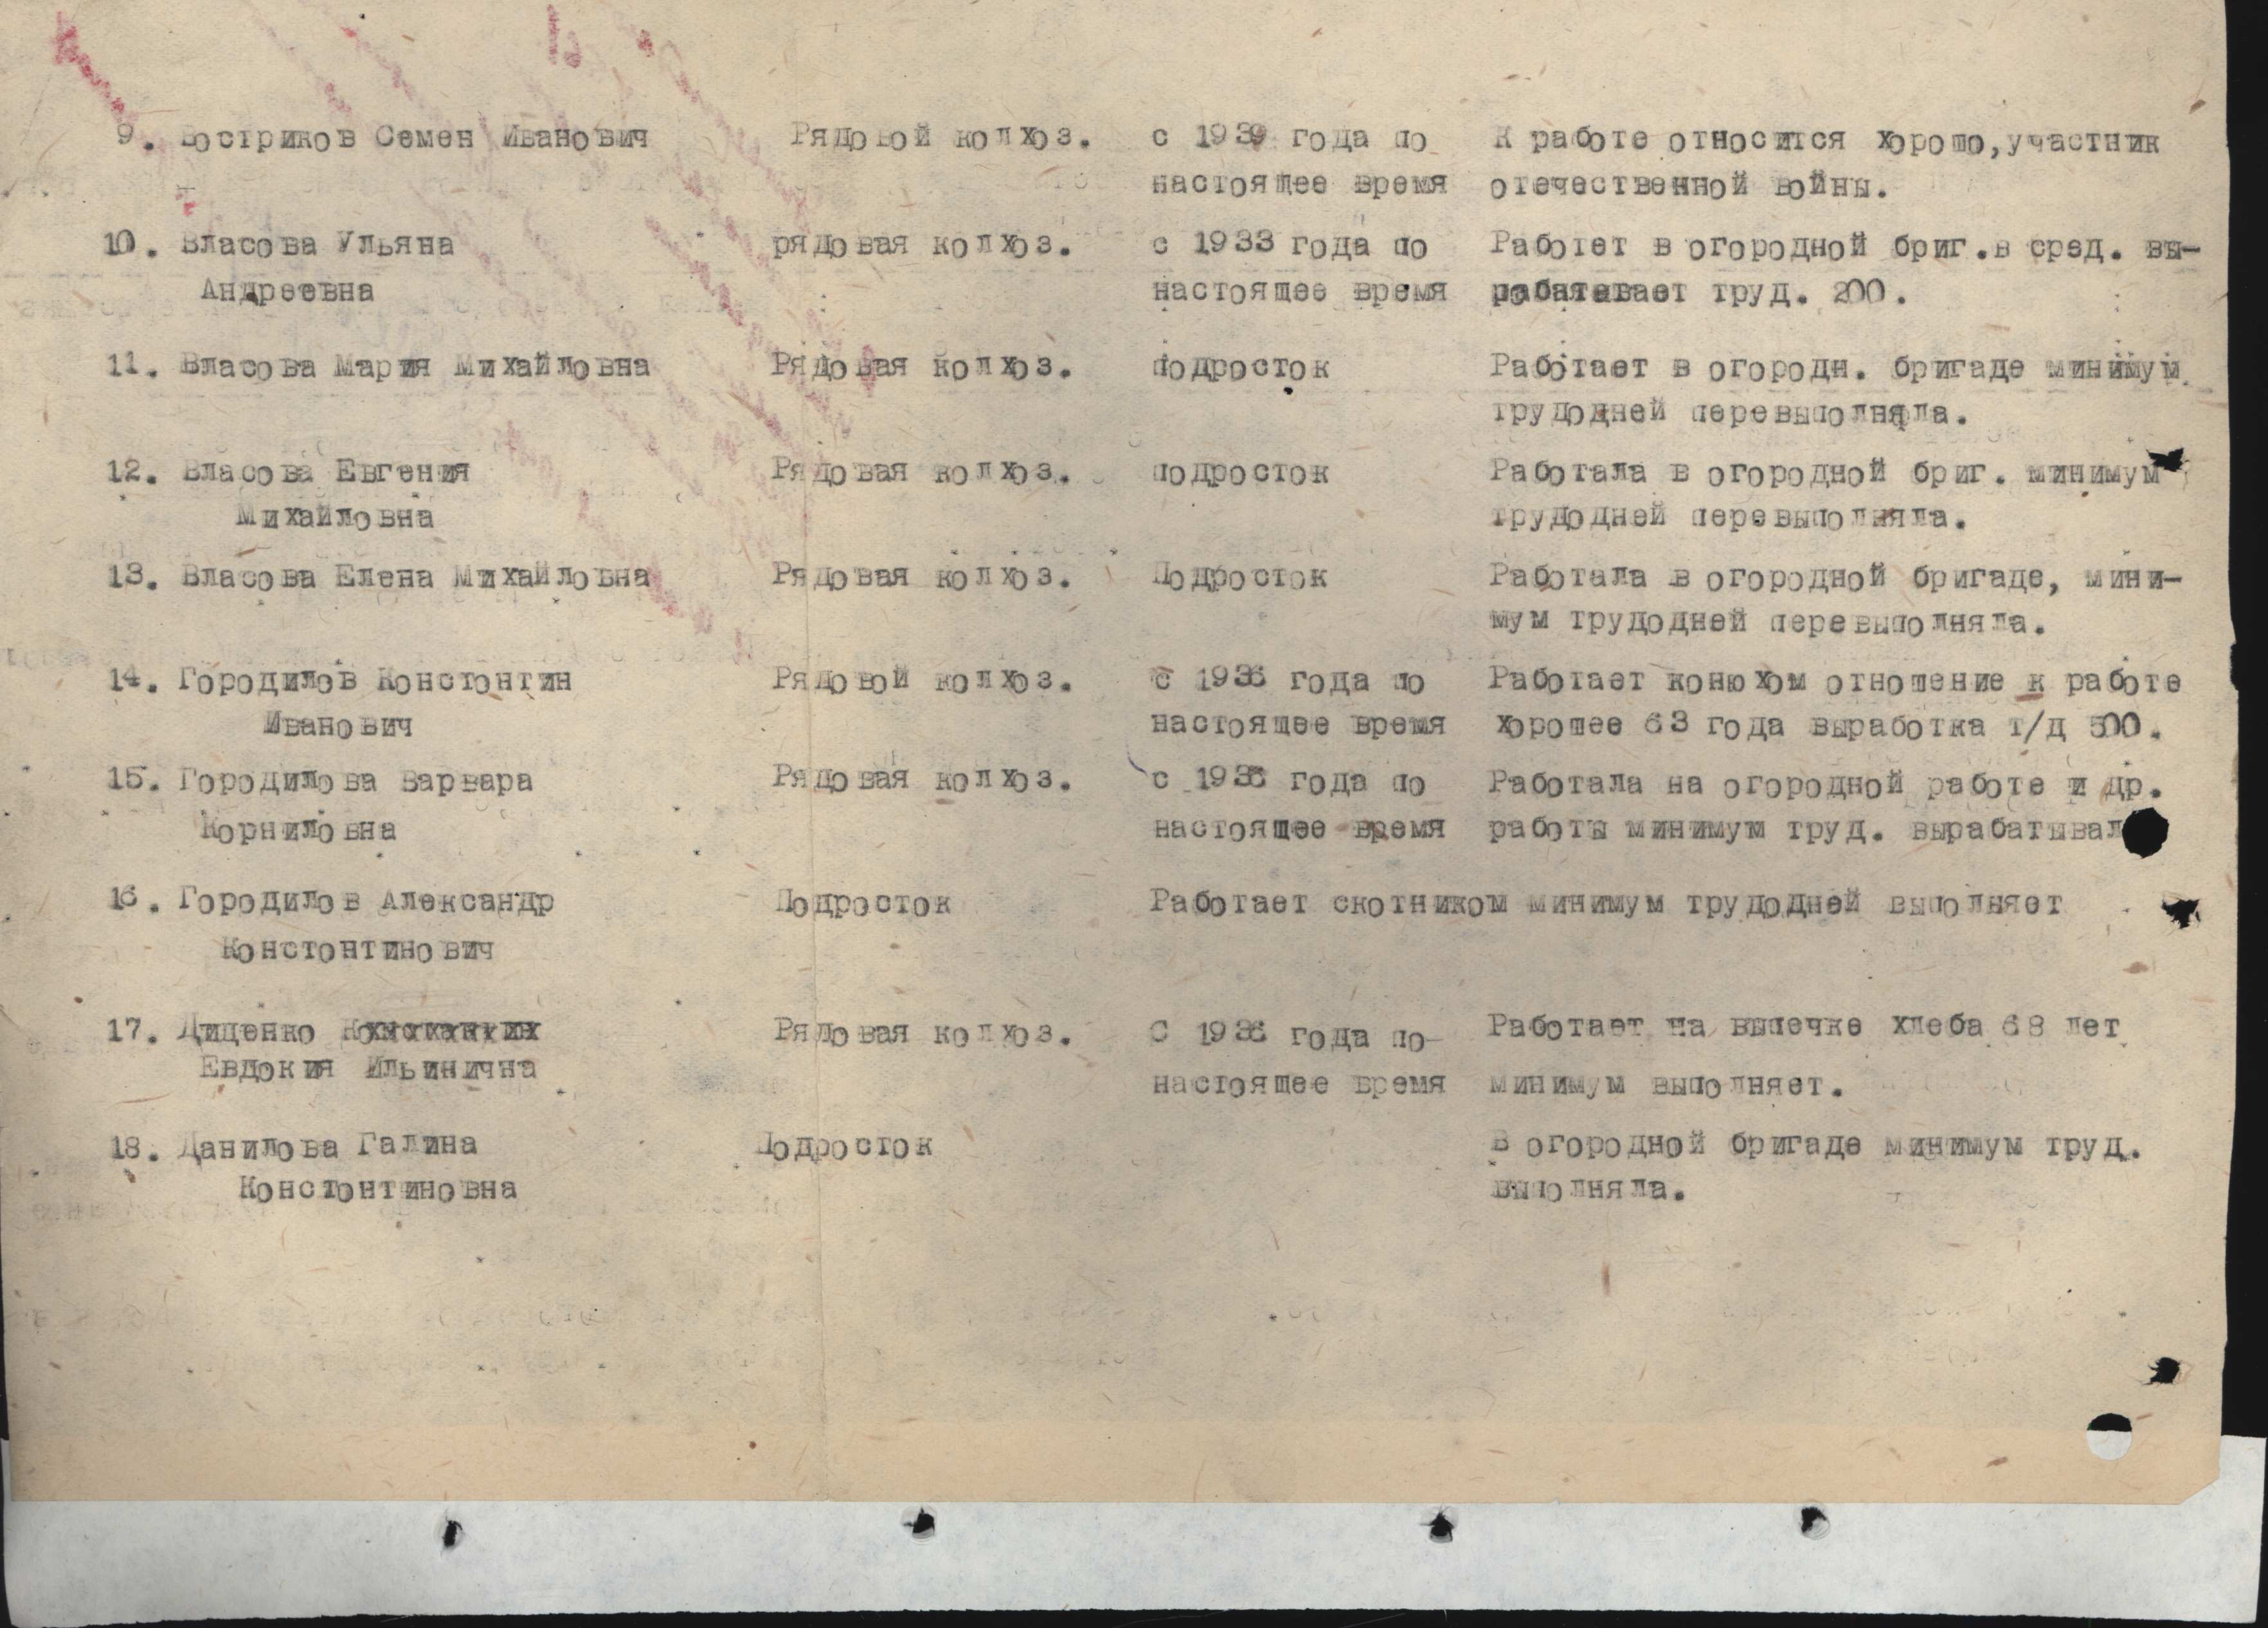 9. Востриков Семен Иванович Рядовой колхоз. с 1939 года по К работе относится хорошо, участник
настоящее время отечественной войны.
10. Власова Ульяна рядовая колхоз. с 1933 года по Работет в огородной бриг.в сред. вы-
Андреевна настоящее время труд. 200.
11. Власова Мария Михайловна Рядовая колхоз. подросток Работает в огородн. бригаде минимум
трудодней перевыполняла.
12. Власова Евгения Рядовая колхоз. подросток Работала в огородной бриг. минимум
Михайловна трудодней перевыполняла.
13. Власова Елена Михайловна Рядовая колхоз. Подросток Работала в огородной бригаде, мини-
мум трудодней перевыполняла.
14. Городилов Констонтин Рядовой колхоз. с 1936 года по Работает конюхом отношение к работе
Иванович настоящее время хорошее 63 года выработка т/д 500.
15. Городилова Варвара Рядовая колхоз. с 1936 года по Работала на огородной работе и др.
Корниловна настоящее время работы минимум труд. вырабатывал
16. Городилов Александр Подросток Работает скотником минимум трудодней выполняет
Констонтинович
17. Диденко Рядовая колхоз. С 1936 года по- Работает на выпечке хлеба 68 лет
Евдокия Ильинична настоящее время минимум выполняет.
18. Данилова Галина Подросток В огородной бригаде минимум труд.
Констонтиновна выполняла.